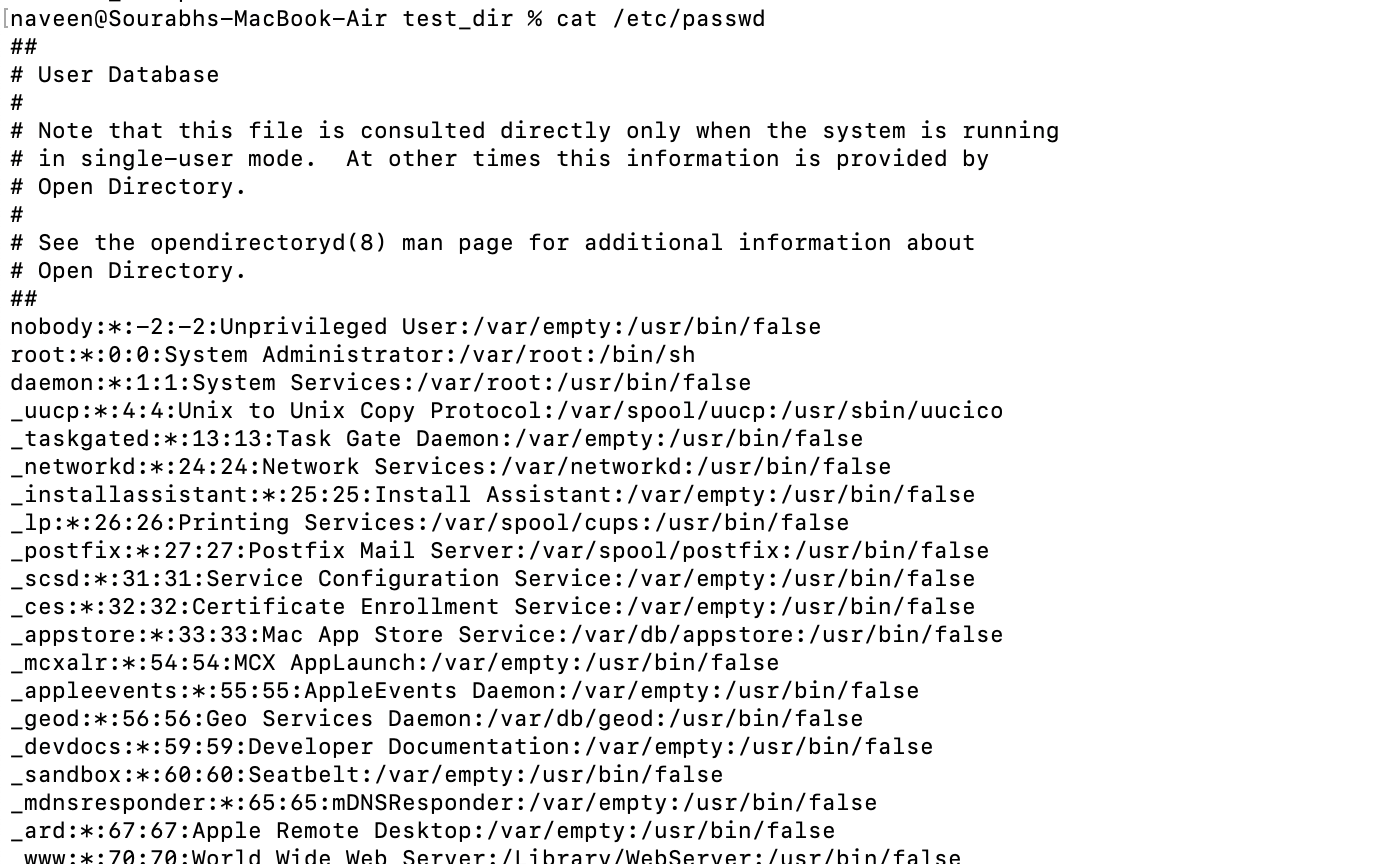 [naveen@Sourabhs-MacBook-Air test_dir % cat /etc/passwd
##
# User Database
#
# Note that this file is consulted directly only when the system is running
# in single-user mode.  At other times this information is provided by
# Open Directory.
#
# See the opendirectoryd(8) man page for additional information about
# Open Directory.
##
nobody:*:-2:-2:Unprivileged User:/var/empty:/usr/bin/false
root:*:0:0:System Administrator:/var/root:/bin/sh
daemon:*:1:1:System Services:/var/root:/usr/bin/false
_uucp:*:4:4:Unix to Unix Copy Protocol:/var/spool/uucp:/usr/sbin/uucico
_taskgated:*:13:13:Task Gate Daemon:/var/empty:/usr/bin/false
_networkd:*:24:24:Network Services:/var/networkd:/usr/bin/false
_installassistant:*:25:25:Install Assistant:/var/empty:/usr/bin/false
_lp:*:26:26:Printing Services:/var/spool/cups:/usr/bin/false
_postfix:*:27:27:Postfix Mail Server:/var/spool/postfix:/usr/bin/false
_scsd:*:31:31:Service Configuration Service:/var/empty:/usr/bin/false
_ces:*:32:32:Certificate Enrollment Service:/var/empty:/usr/bin/false
_appstore:*:33:33:Mac App Store Service:/var/db/appstore:/usr/bin/false
_mcxalr:*:54:54:MCX AppLaunch:/var/empty:/usr/bin/false
_appleevents:*:55:55:AppleEvents Daemon:/var/empty:/usr/bin/false
_geod:*:56:56:Geo Services Daemon:/var/db/geod:/usr/bin/false
_devdocs:*:59:59:Developer Documentation:/var/empty:/usr/bin/false
_sandbox:*:60:60:Seatbelt:/var/empty:/usr/bin/false
_mdnsresponder:*:65:65:mDNSResponder:/var/empty:/usr/bin/false
_ard:*:67:67:Apple Remote Desktop:/var/empty:/usr/bin/false
_www:*:70:70:World Wide Web Server:/Library/WebServer:/usr/bin/false